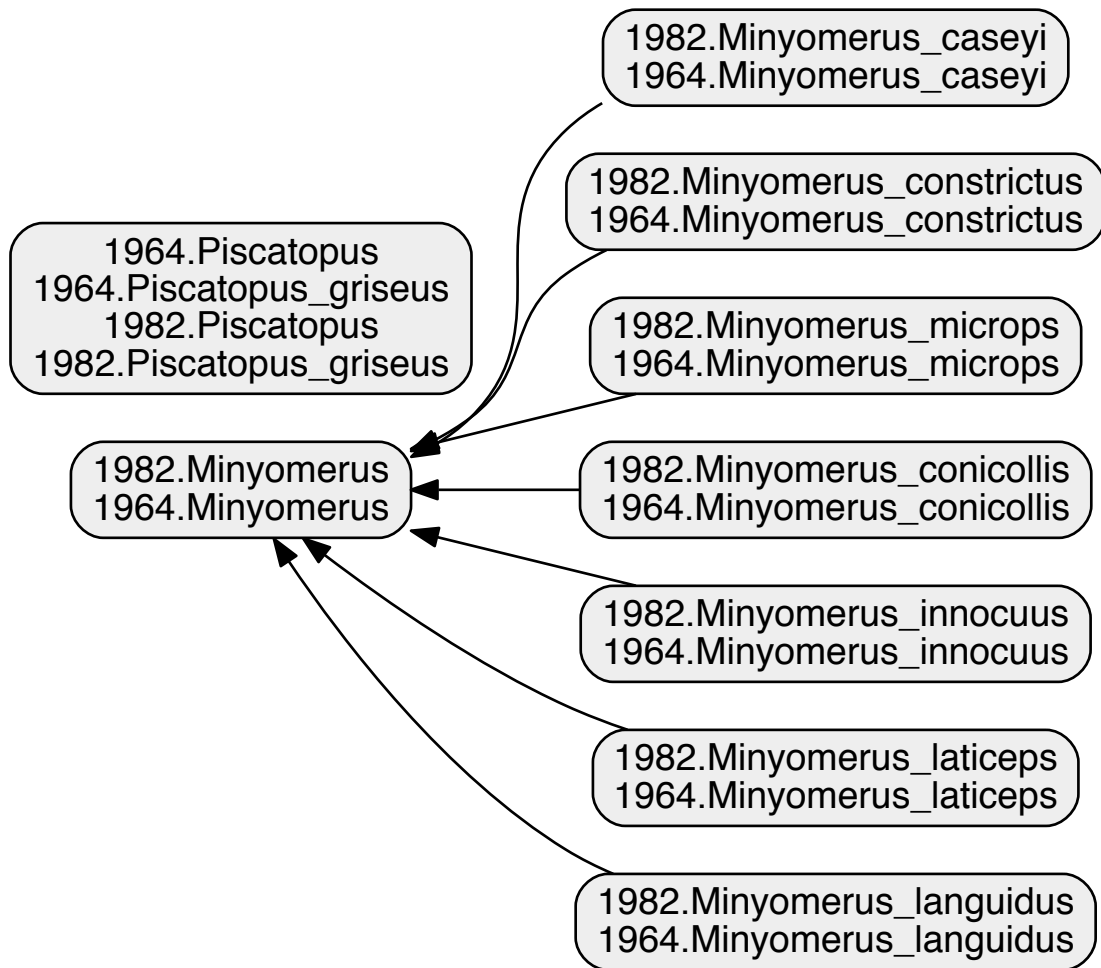 1982.Minyomerus_caseyi
1964.Minyomerus_caseyi
1982.Minyomerus_constrictus
1964.Minyomerus_constrictus
1964.Piscatopus
1964.Piscatopus_griseus
1982.Piscatopus
1982.Piscatopus_griseus
1982.Minyomerus_microps
1964.Minyomerus_microps
1982.Minyomerus
1964.Minyomerus
1982.Minyomerus_conicollis
1964.Minyomerus_conicollis
1982.Minyomerus_innocuus
1964.Minyomerus_innocuus
1982.Minyomerus_laticeps
1964.Minyomerus_laticeps
1982.Minyomerus_languidus
1964.Minyomerus_languidus